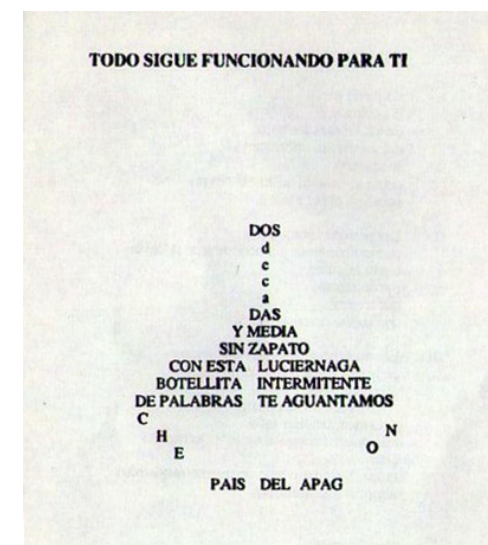 TODO SIGUE FUNCIONANDO PARA TI
DOS
d
e
c
a
DAS
Y MEDIA
SIN ZAPATO
CON ESTA LUCIERNAGA
BOTELLITA INTERMITENTE
DE PALABRAS TE AGUANTAMOS
C
H N
E O
PAIS DEL APAG